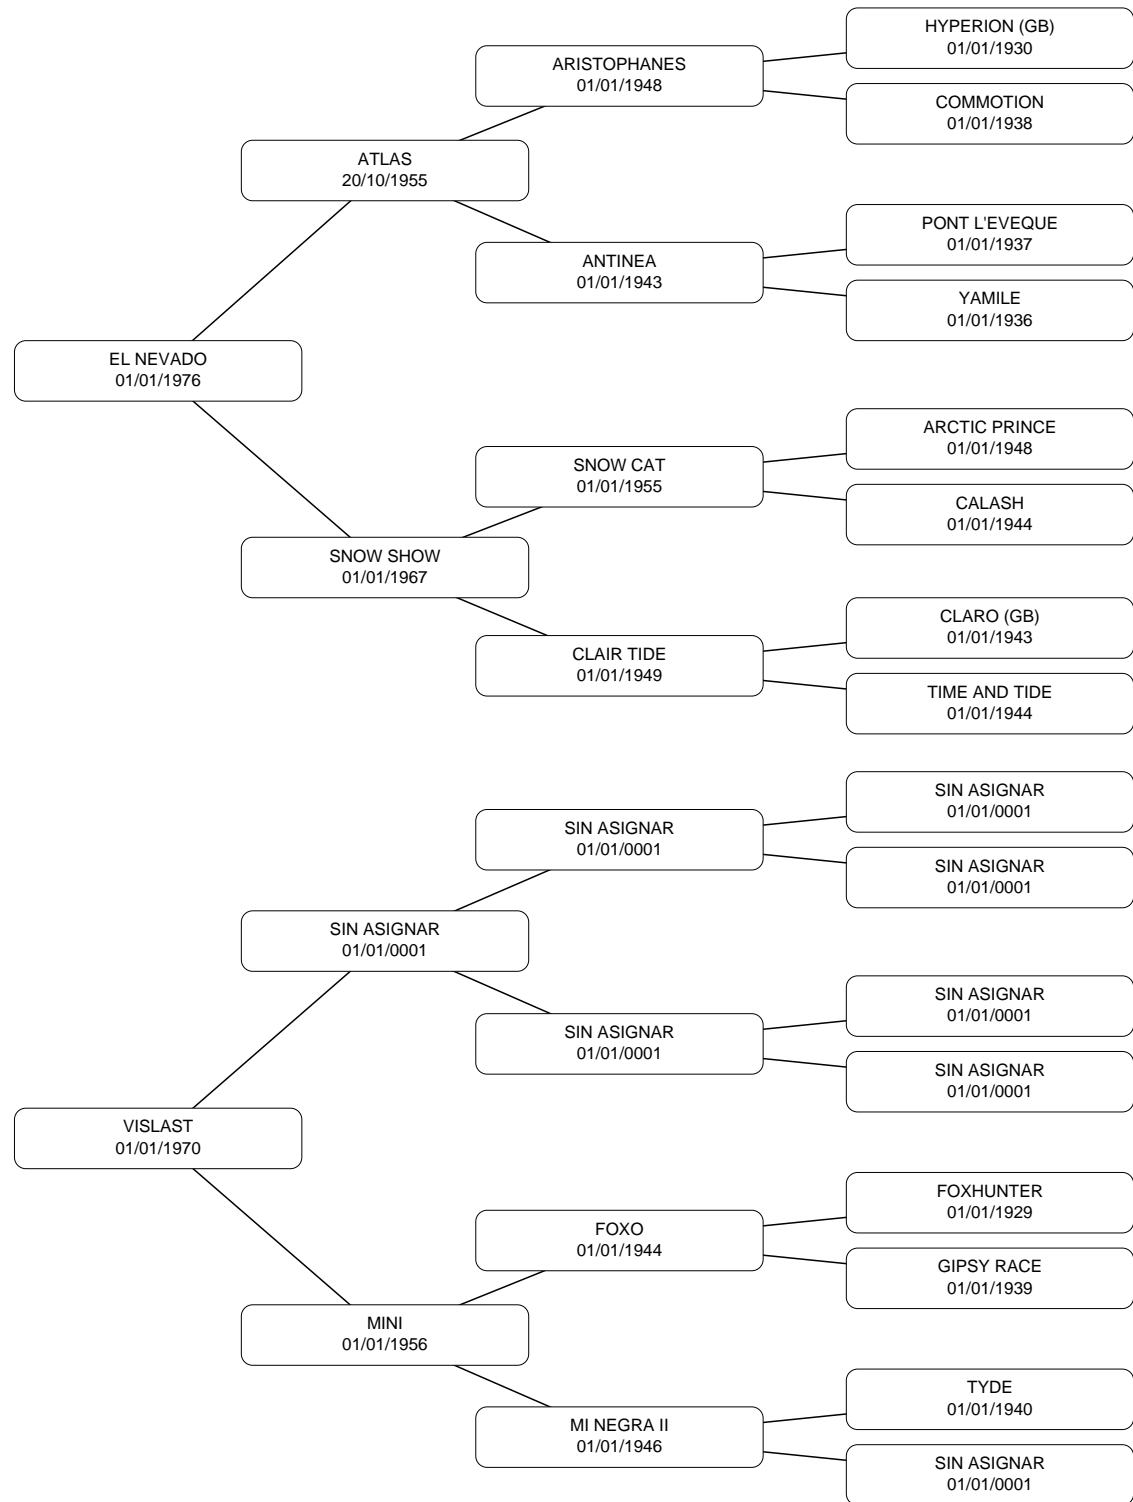 HYPERION (GB)
01/01/1930
ARISTOPHANES
01/01/1948
COMMOTION
01/01/1938
ATLAS
20/10/1955
PONT L'EVEQUE
01/01/1937
ANTINEA
01/01/1943
YAMILE
01/01/1936
EL NEVADO
01/01/1976
ARCTIC PRINCE
01/01/1948
SNOW CAT
01/01/1955
CALASH
01/01/1944
SNOW SHOW
01/01/1967
CLARO (GB)
01/01/1943
CLAIR TIDE
01/01/1949
TIME AND TIDE
01/01/1944
SIN ASIGNAR
01/01/0001
SIN ASIGNAR
01/01/0001
SIN ASIGNAR
01/01/0001
SIN ASIGNAR
01/01/0001
SIN ASIGNAR
01/01/0001
SIN ASIGNAR
01/01/0001
SIN ASIGNAR
01/01/0001
VISLAST
01/01/1970
FOXHUNTER
01/01/1929
FOXO
01/01/1944
GIPSY RACE
01/01/1939
MINI
01/01/1956
TYDE
01/01/1940
MI NEGRA II
01/01/1946
SIN ASIGNAR
01/01/0001